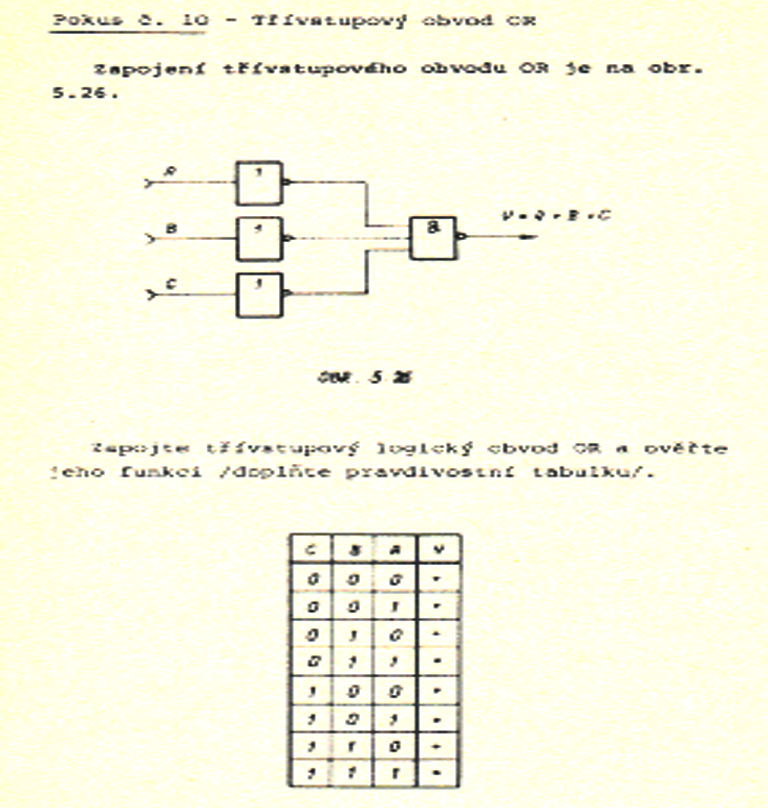 Pokus č. 10 - Třívstupový obvod OR
Zapojení třívstupového obvodu OR je na obr.
5.26.
A
1
B
1
&
V = A + B + C
C
1
OBR. 5.26
Zapojte třívstupový logický obvod OR a ověřte
jeho funkci /doplňte pravdivostní tabulku/.
C B A V
0 0 0 •
0 0 1 •
0 1 0 •
0 1 1 •
1 0 0 •
1 0 1 •
1 1 0 •
1 1 1 •